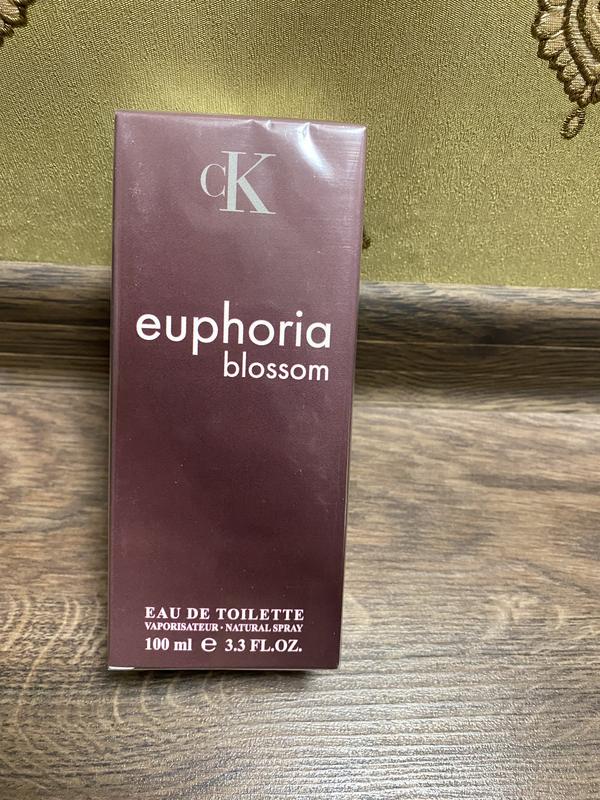 cK
euphoria
blossom
EAU DE TOILETTE
VAPORISATEUR · NATURAL SPRAY
100 ml ℮ 3.3 FL.OZ.